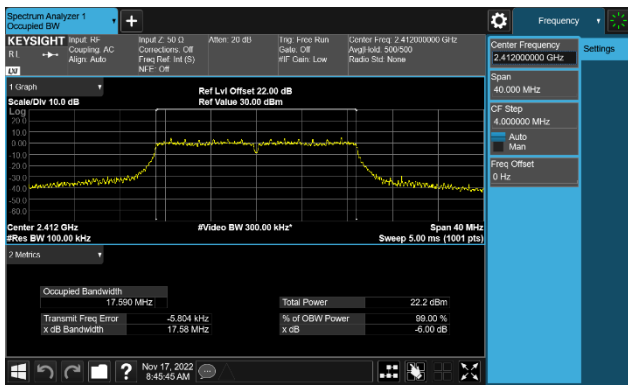 Spectrum Analyzer 1
Occupied BW
Frequency
KEYSIGHT
Input: RF
Coupling: AC
Align: Auto
Input Z: 50 Ω
Corrections: Off
Freq Ref: Int (S)
NFE: Off
Atten: 20 dB
Trig: Free Run
Gate: Off
#IF Gain: Low
Center Freq: 2.412000000 GHz
Avg|Hold: 500/500
Radio Std: None
RL
LXI
Center Frequency
2.412000000 GHz
Settings
Span
40.000 MHz
CF Step
4.000000 MHz
Auto
Man
Freq Offset
0 Hz
1 Graph
Scale/Div 10.0 dB
Ref Lvl Offset 22.00 dB
Ref Value 30.00 dBm
Log
20.0
10.0
0.00
-10.0
-20.0
-30.0
-40.0
-50.0
-60.0
Center 2.412 GHz
#Video BW 300.00 kHz*
Span 40 MHz
#Res BW 100.00 kHz
Sweep 5.00 ms (1001 pts)
2 Metrics
Occupied Bandwidth
17.590 MHz
Total Power
22.2 dBm
Transmit Freq Error
-5.804 kHz
% of OBW Power
99.00 %
x dB Bandwidth
17.58 MHz
x dB
-6.00 dB
Nov 17, 2022
8:45:45 AM